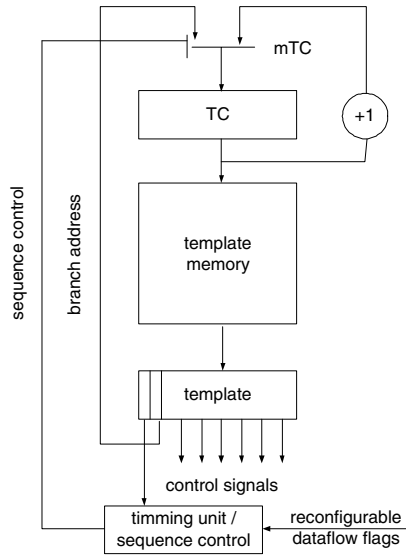 mTC
TC
+1
sequence control
branch address
template
memory
template
control signals
timming unit /
sequence control
reconfigurable
dataflow flags